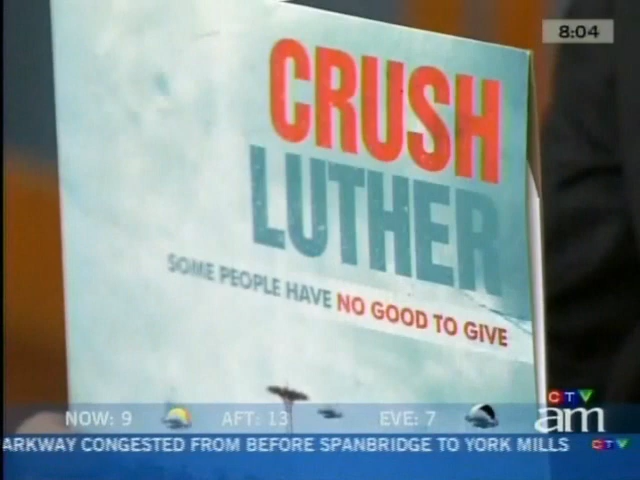 8:04
CRUSH
LUTHER
SOME PEOPLE HAVE NO GOOD TO GIVE
NOW: 9 AFT: 13 EVE: 7
CTV
am
ARKWAY CONGESTED FROM BEFORE SPANBRIDGE TO YORK MILLS CTV